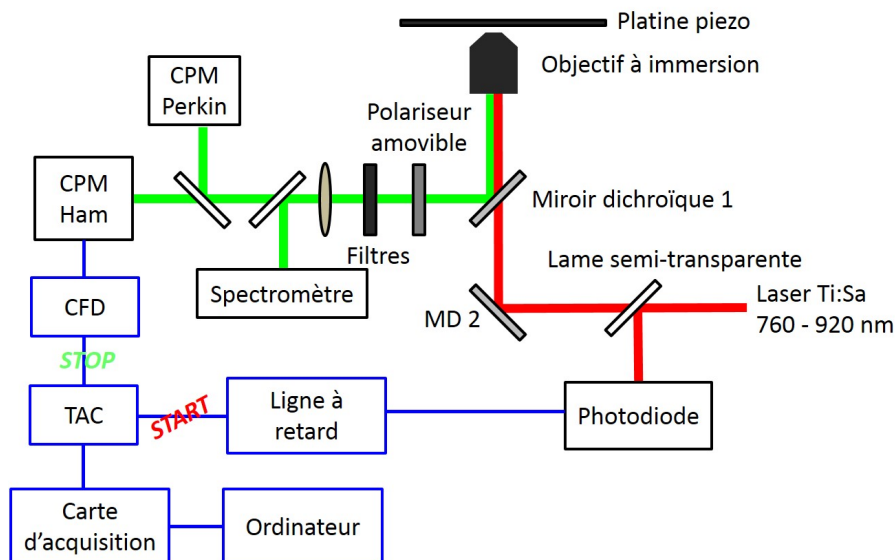 Platine piezo
CPM
Perkin
Objectif à immersion
Polariseur
amovible
CPM
Ham
Miroir dichroïque 1
Filtres
Lame semi-transparente
Spectromètre
CFD
MD 2
Laser Ti:Sa
760 - 920 nm
STOP
TAC
START
Ligne à
retard
Photodiode
Carte
d'acquisition
Ordinateur